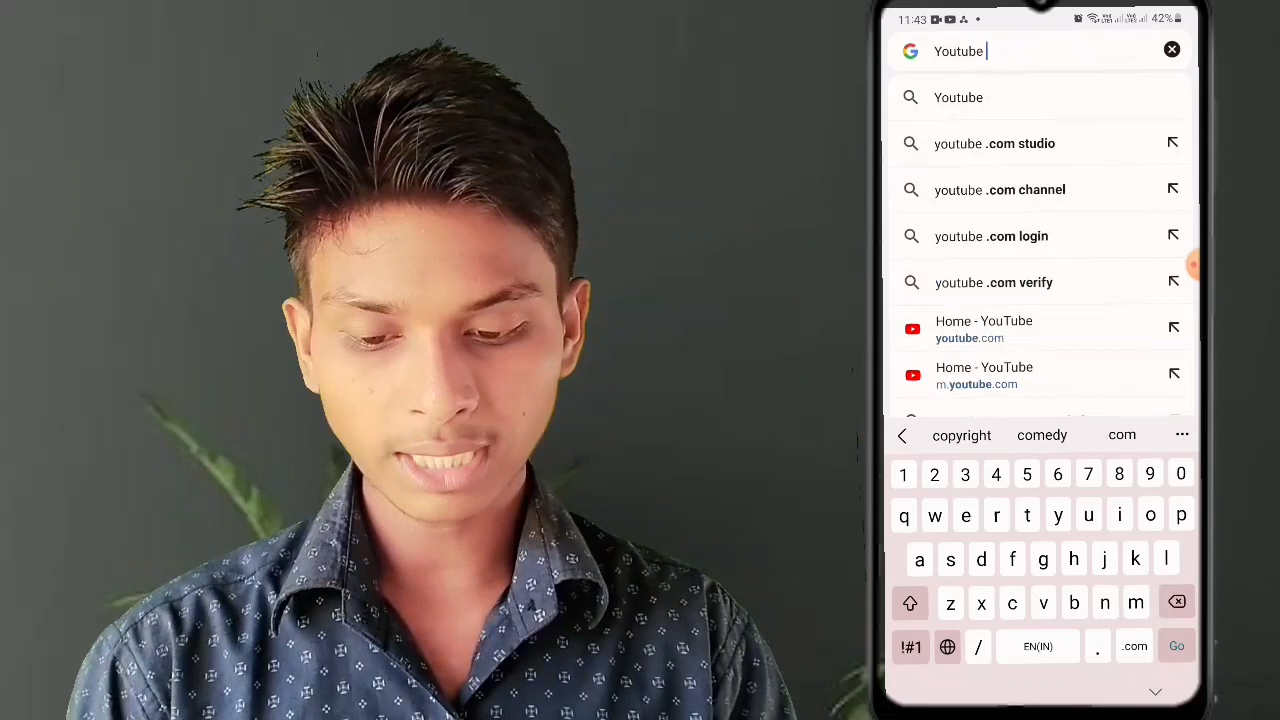 11:43
42%
Youtube
Youtube
youtube .com studio
youtube .com channel
youtube .com login
youtube .com verify
Home - YouTube
youtube.com
Home - YouTube
m.youtube.com
copyright comedy com ...
1 2 3 4 5 6 7 8 9 0
q w e r t y u i o p
a s d f g h j k l
z x c v b n m
!#1 / EN(IN) . .com Go